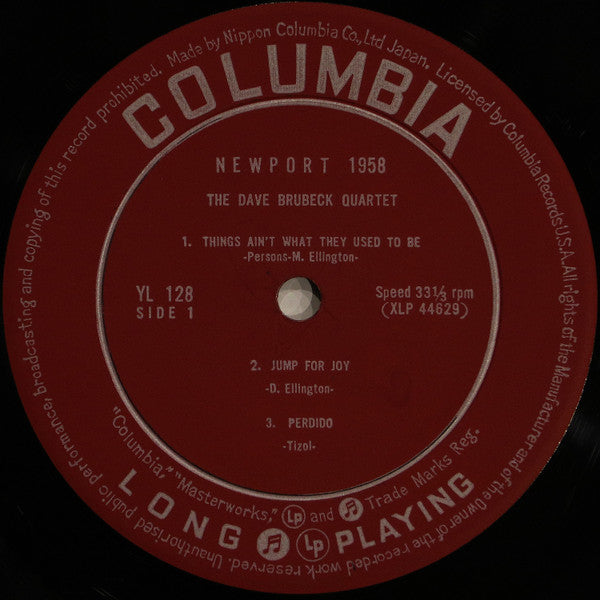 Made by Nippon Columbia Co., Ltd Japan. Licensed by Columbia Records U.S.A. All rights of the Manufacturer and of the Owner of the recorded work reserved. Unauthorised public performance, broadcasting and copying of this record prohibited.
COLUMBIA
NEWPORT 1958
THE DAVE BRUBECK QUARTET
1. THINGS AIN'T WHAT THEY USED TO BE
-Persons-M. Ellington-
YL 128
SIDE 1
Speed 33⅓ rpm
(XLP 44629)
2. JUMP FOR JOY
-D. Ellington-
3. PERDIDO
-Tizol-
"Columbia," "Masterworks," Lp and Trade Marks Reg.
LONG Lp PLAYING